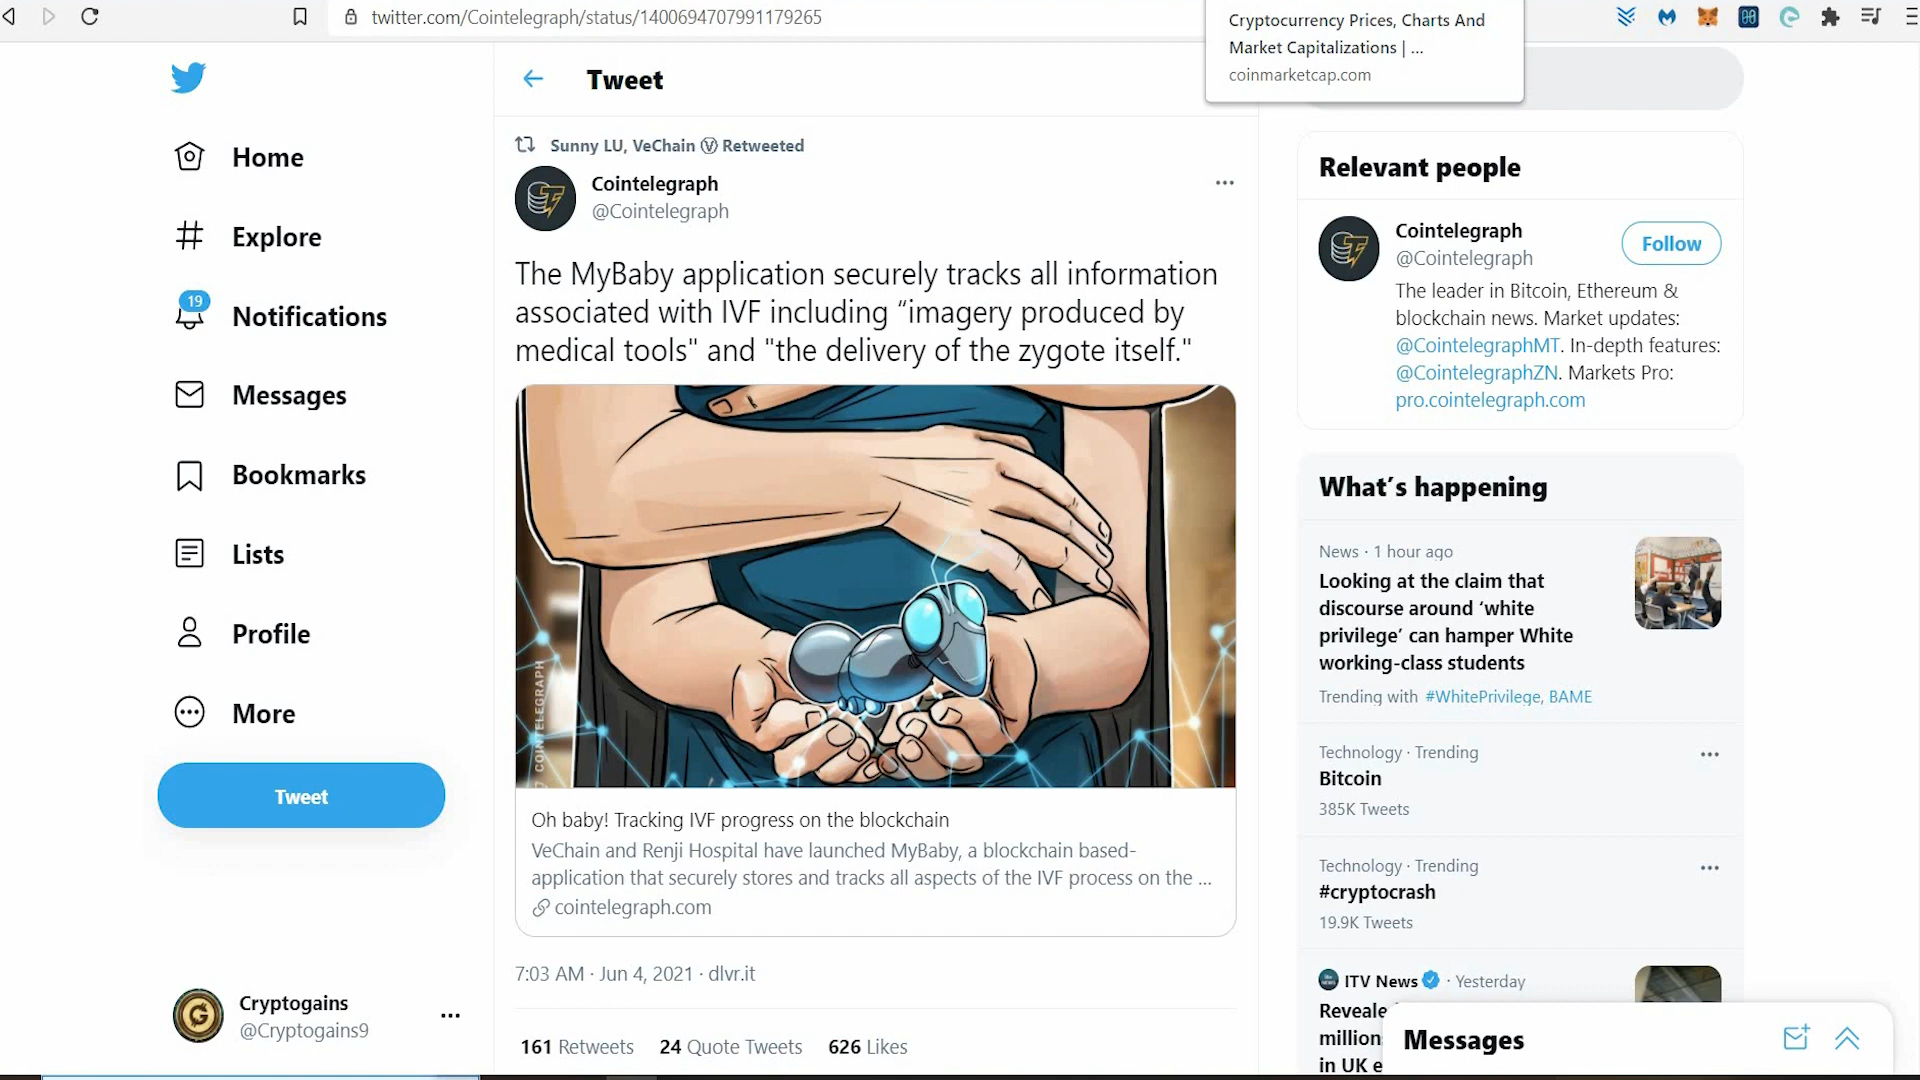 twitter.com/Cointelegraph/status/1400694707991179265
Cryptocurrency Prices, Charts And
Market Capitalizations | ...
coinmarketcap.com
Home
Explore
19
Notifications
Messages
Bookmarks
Lists
Profile
More
Tweet
Cryptogains
@Cryptogains9
Tweet
Sunny LU, VeChain Ⓥ Retweeted
Cointelegraph
@Cointelegraph
The MyBaby application securely tracks all information
associated with IVF including “imagery produced by
medical tools" and "the delivery of the zygote itself."
COINTELEGRAPH
Oh baby! Tracking IVF progress on the blockchain
VeChain and Renji Hospital have launched MyBaby, a blockchain based-
application that securely stores and tracks all aspects of the IVF process on the ...
cointelegraph.com
7:03 AM · Jun 4, 2021 · dlvr.it
161 Retweets 24 Quote Tweets 626 Likes
Relevant people
Cointelegraph
@Cointelegraph
Follow
The leader in Bitcoin, Ethereum &
blockchain news. Market updates:
@CointelegraphMT. In-depth features:
@CointelegraphZN. Markets Pro:
pro.cointelegraph.com
What’s happening
News · 1 hour ago
Looking at the claim that
discourse around ‘white
privilege’ can hamper White
working-class students
Trending with #WhitePrivilege, BAME
Technology · Trending
Bitcoin
385K Tweets
Technology · Trending
#cryptocrash
19.9K Tweets
ITV News · Yesterday
Reveale
million
in UK e
Messages